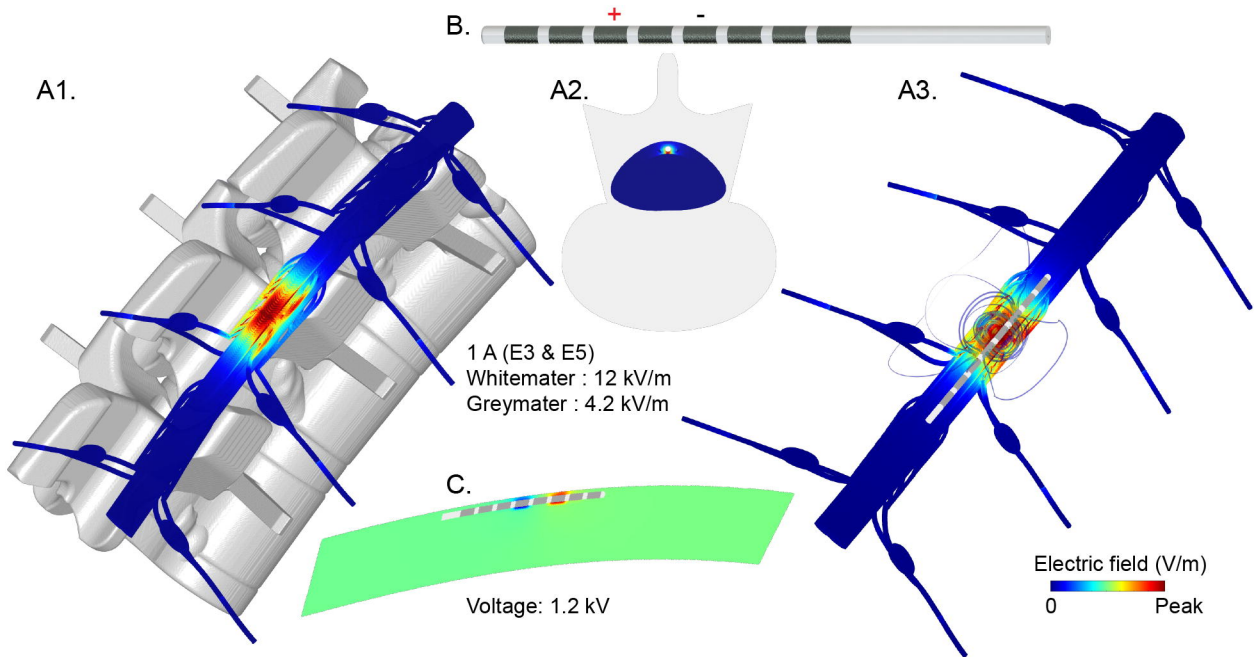 + -
B.
A1.
A2.
A3.
1 A (E3 & E5)
Whitemater : 12 kV/m
Greymater : 4.2 kV/m
C.
Voltage: 1.2 kV
Electric field (V/m)
0 Peak